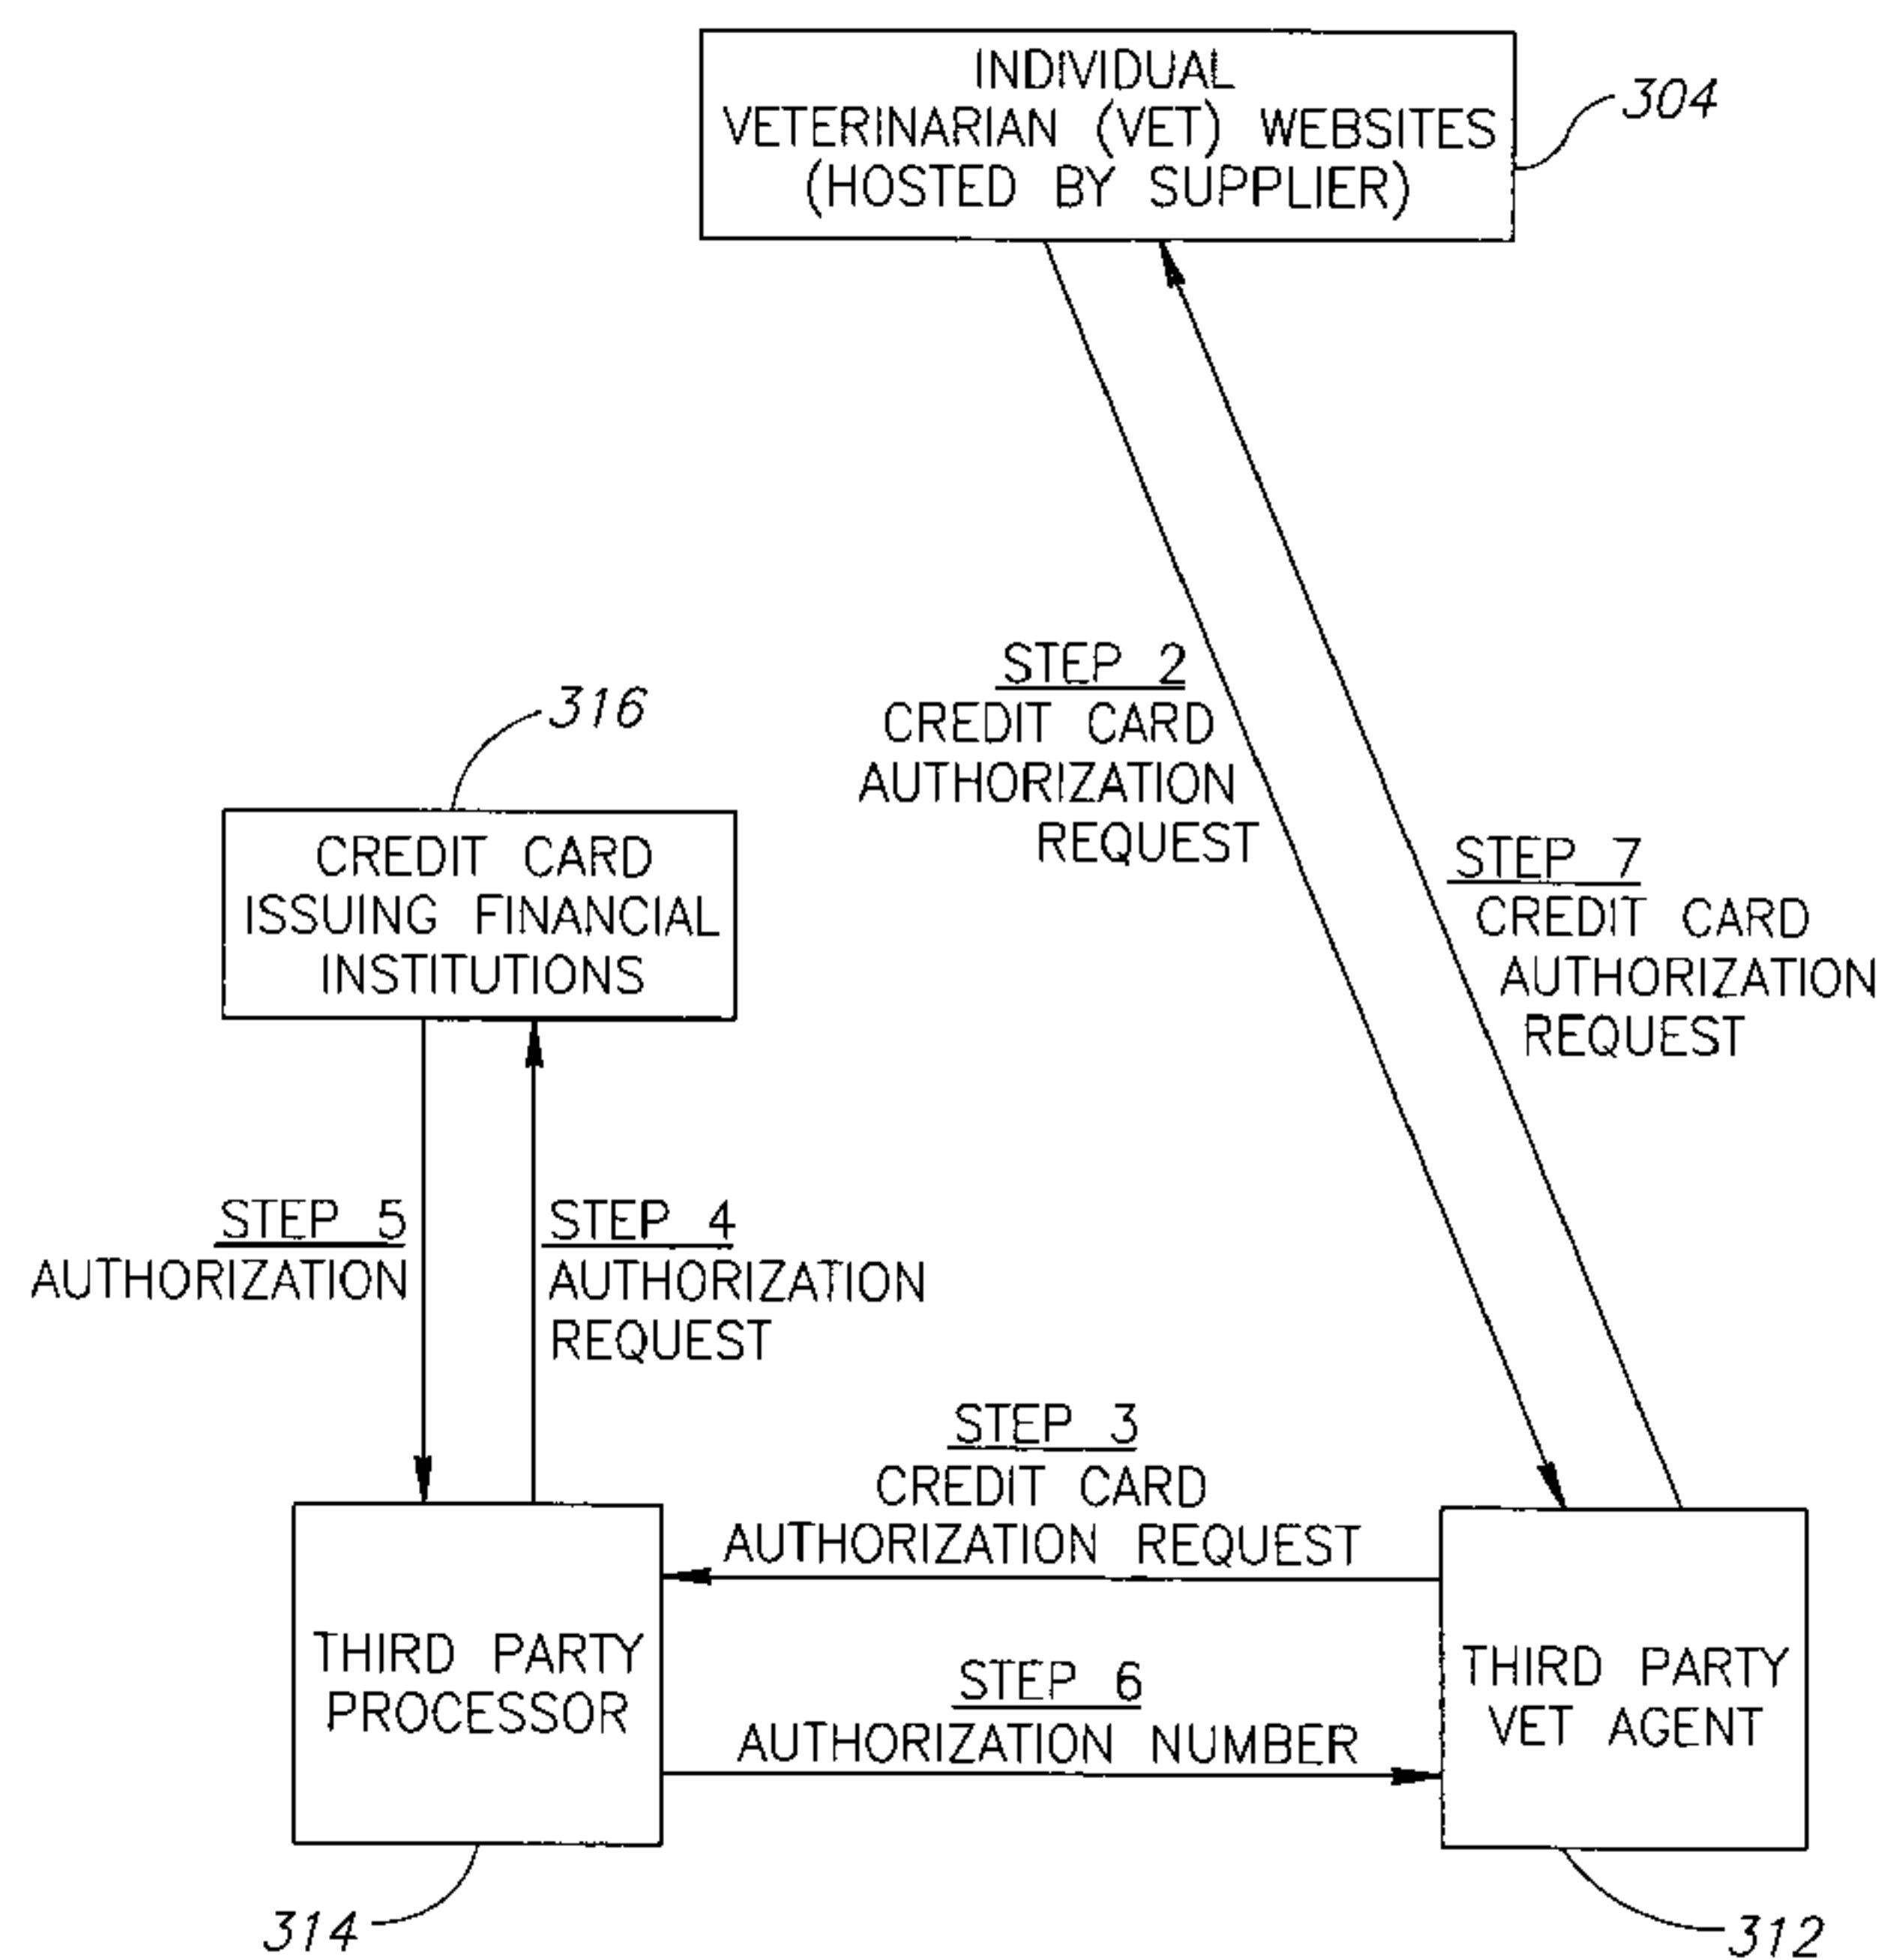 INDIVIDUAL
VETERINARIAN (VET) WEBSITES
(HOSTED BY SUPPLIER)
304
STEP 2
CREDIT CARD
AUTHORIZATION
REQUEST
316
CREDIT CARD
ISSUING FINANCIAL
INSTITUTIONS
STEP 7
CREDIT CARD
AUTHORIZATION
REQUEST
STEP 5
AUTHORIZATION
STEP 4
AUTHORIZATION
REQUEST
STEP 3
CREDIT CARD
AUTHORIZATION REQUEST
THIRD PARTY
PROCESSOR
STEP 6
AUTHORIZATION NUMBER
THIRD PARTY
VET AGENT
314
312